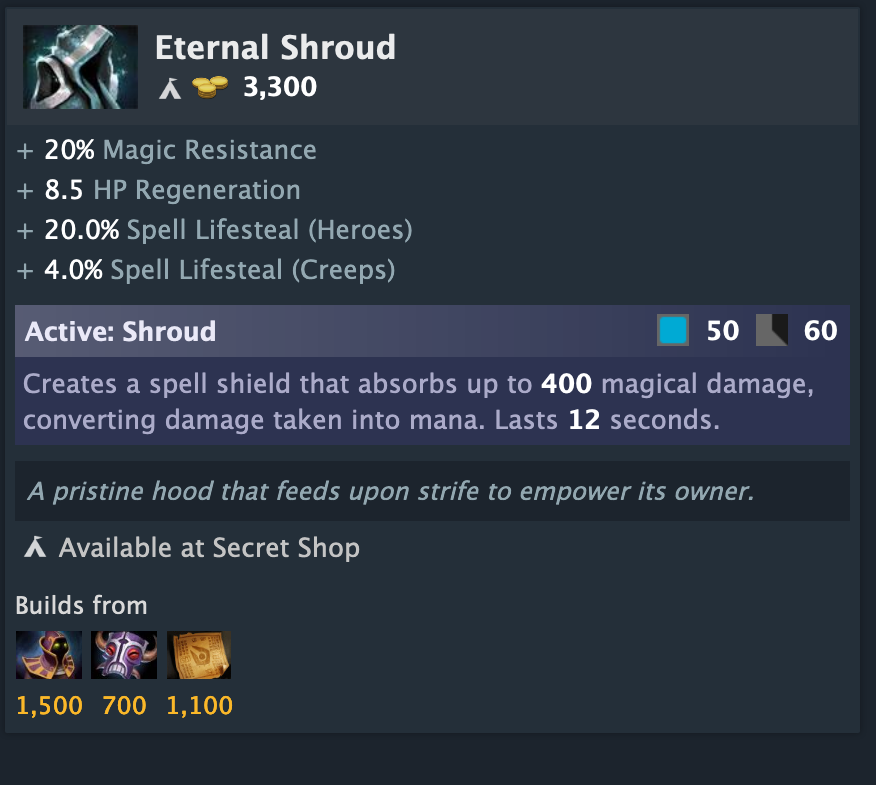 Eternal Shroud
3,300
+ 20% Magic Resistance
+ 8.5 HP Regeneration
+ 20.0% Spell Lifesteal (Heroes)
+ 4.0% Spell Lifesteal (Creeps)
Active: Shroud 50 60
Creates a spell shield that absorbs up to 400 magical damage,
converting damage taken into mana. Lasts 12 seconds.
A pristine hood that feeds upon strife to empower its owner.
Available at Secret Shop
Builds from
1,500 700 1,100